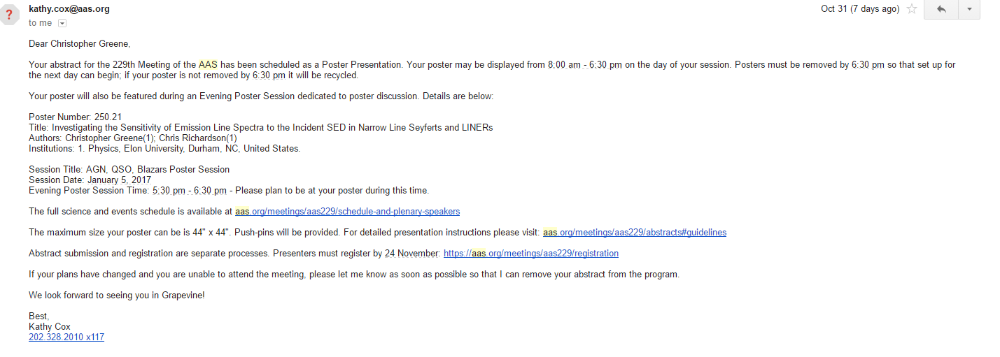 ?
kathy.cox@aas.org
Oct 31 (7 days ago)
to me
Dear Christopher Greene,
Your abstract for the 229th Meeting of the AAS has been scheduled as a Poster Presentation. Your poster may be displayed from 8:00 am - 6:30 pm on the day of your session. Posters must be removed by 6:30 pm so that set up for
the next day can begin; if your poster is not removed by 6:30 pm it will be recycled.
Your poster will also be featured during an Evening Poster Session dedicated to poster discussion. Details are below:
Poster Number: 250.21
Title: Investigating the Sensitivity of Emission Line Spectra to the Incident SED in Narrow Line Seyferts and LINERs
Authors: Christopher Greene(1); Chris Richardson(1)
Institutions: 1. Physics, Elon University, Durham, NC, United States.
Session Title: AGN, QSO, Blazars Poster Session
Session Date: January 5, 2017
Evening Poster Session Time: 5:30 pm - 6:30 pm - Please plan to be at your poster during this time.
The full science and events schedule is available at aas.org/meetings/aas229/schedule-and-plenary-speakers
The maximum size your poster can be is 44" x 44". Push-pins will be provided. For detailed presentation instructions please visit: aas.org/meetings/aas229/abstracts#guidelines
Abstract submission and registration are separate processes. Presenters must register by 24 November: https://aas.org/meetings/aas229/registration
If your plans have changed and you are unable to attend the meeting, please let me know as soon as possible so that I can remove your abstract from the program.
We look forward to seeing you in Grapevine!
Best,
Kathy Cox
202.328.2010 x117